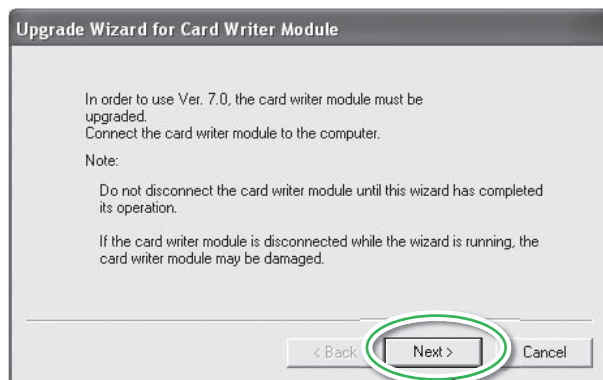 Upgrade Wizard for Card Writer Module
In order to use Ver. 7.0, the card writer module must be
upgraded.
Connect the card writer module to the computer.
Note:
Do not disconnect the card writer module until this wizard has completed
its operation.
If the card writer module is disconnected while the wizard is running, the
card writer module may be damaged.
< Back Next > Cancel